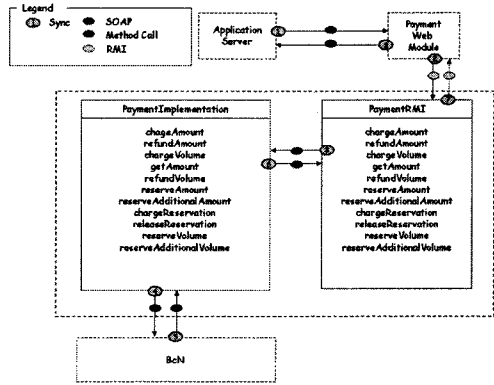 Legend
S Sync
SOAP
Method Call
RMI
Application
Server
Payment
Web
Module
S
S
S
S
PaymentImplementation
chageAmount
refundAmount
chargeVolume
getAmount
refundVolume
reserveAmount
reserveAdditionalAmount
chargeReservation
releaseReservation
reserveVolume
reserveAdditionalVolume
PaymentRMI
chargeAmount
refundAmount
chargeVolume
getAmount
refundVolume
reserveAmount
reserveAdditionalAmount
chargeReservation
releaseReservation
reserveVolume
reserveAdditionalVolume
S
S
S
S
BcN